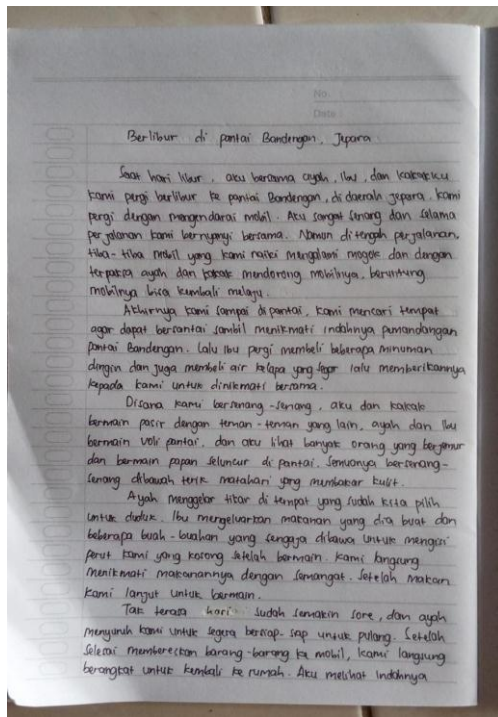 No.
Date
Berlibur di pantai Bandengan, Jepara
Saat hari libur, aku bersama ayah, Ibu, dan kakakku
kami pergi berlibur ke pantai Bandengan, di daerah Jepara. Kami
pergi dengan mengendarai mobil. Aku sangat senang dan selama
perjalanan kami bernyanyi bersama. Namun ditengah perjalanan,
tiba-tiba mobil yang kami naiki mengalami mogok dan dengan
terpaksa ayah dan kakak mendorong mobilnya, beruntung
mobilnya bisa kembali melaju.
Akhirnya kami sampai di pantai, kami mencari tempat
agar dapat bersantai sambil menikmati indahnya pemandangan
pantai Bandengan. Lalu Ibu pergi membeli beberapa minuman
dingin dan juga membeli air kelapa yang segar lalu memberikannya
kepada kami untuk dinikmati bersama.
Disana kami bersenang-senang, aku dan kakak
bermain pasir dengan teman-teman yang lain, ayah dan Ibu
bermain voli pantai, dan aku lihat banyak orang yang berjemur
dan bermain papan seluncur di pantai. Semuanya bersenang-
senang dibawah terik matahari yang membakar kulit.
Ayah menggelar tikar di tempat yang sudah kita pilih
untuk duduk. Ibu mengeluarkan makanan yang dia buat dan
beberapa buah-buahan yang sengaja dibawa untuk mengisi
perut kami yang kosong setelah bermain. Kami langsung
menikmati makanannya dengan semangat. Setelah makan
kami lanjut untuk bermain.
Tak terasa hari sudah semakin sore, dan ayah
menyuruh kami untuk segera bersiap-siap untuk pulang. Setelah
selesai membereskan barang-barang ke mobil, kami langsung
berangkat untuk kembali ke rumah. Aku melihat indahnya